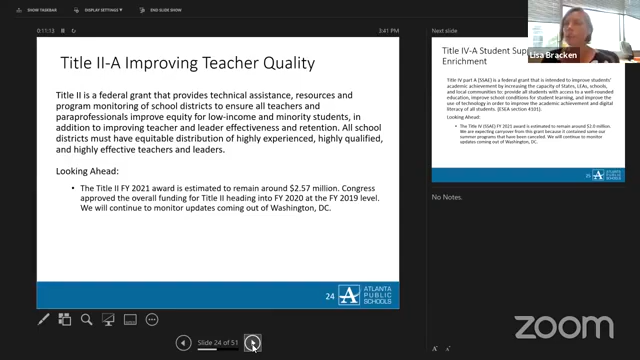 SHOW TASKBAR
DISPLAY SETTINGS
END SLIDE SHOW
0:11:13
3:41 PM
Title II-A Improving Teacher Quality
Title II is a federal grant that provides technical assistance, resources and
program monitoring of school districts to ensure all teachers and
paraprofessionals improve equity for low-income and minority students, in
addition to improving teacher and leader effectiveness and retention. All school
districts must have equitable distribution of highly experienced, highly qualified,
and highly effective teachers and leaders.
Looking Ahead:
• The Title II FY 2021 award is estimated to remain around $2.57 million. Congress
approved the overall funding for Title II heading into FY 2020 at the FY 2019 level.
We will continue to monitor updates coming out of Washington, DC.
24
ATLANTA
PUBLIC
SCHOOLS
Slide 24 of 51
Next slide
Title IV-A Student Sup
Enrichment
Title IV part A (SSAE) is a federal grant that is intended to improve students'
academic achievement by increasing the capacity of States, LEAs, schools,
and local communities to provide all students with access to a well-rounded
education, improve school conditions for student learning, and improve the
use of technology in order to improve the academic achievement and digital
literacy of all students. (ESEA section 4101).
Looking Ahead:
• The Title IV (SSAE) FY 2021 award is estimated to remain around $2.0 million.
We are expecting carryover from this grant because it contained some our
summer programs that have been canceled. We will continue to monitor
updates coming out of Washington DC.
25
ATLANTA
PUBLIC
SCHOOLS
No Notes.
Lisa Bracken
zoom